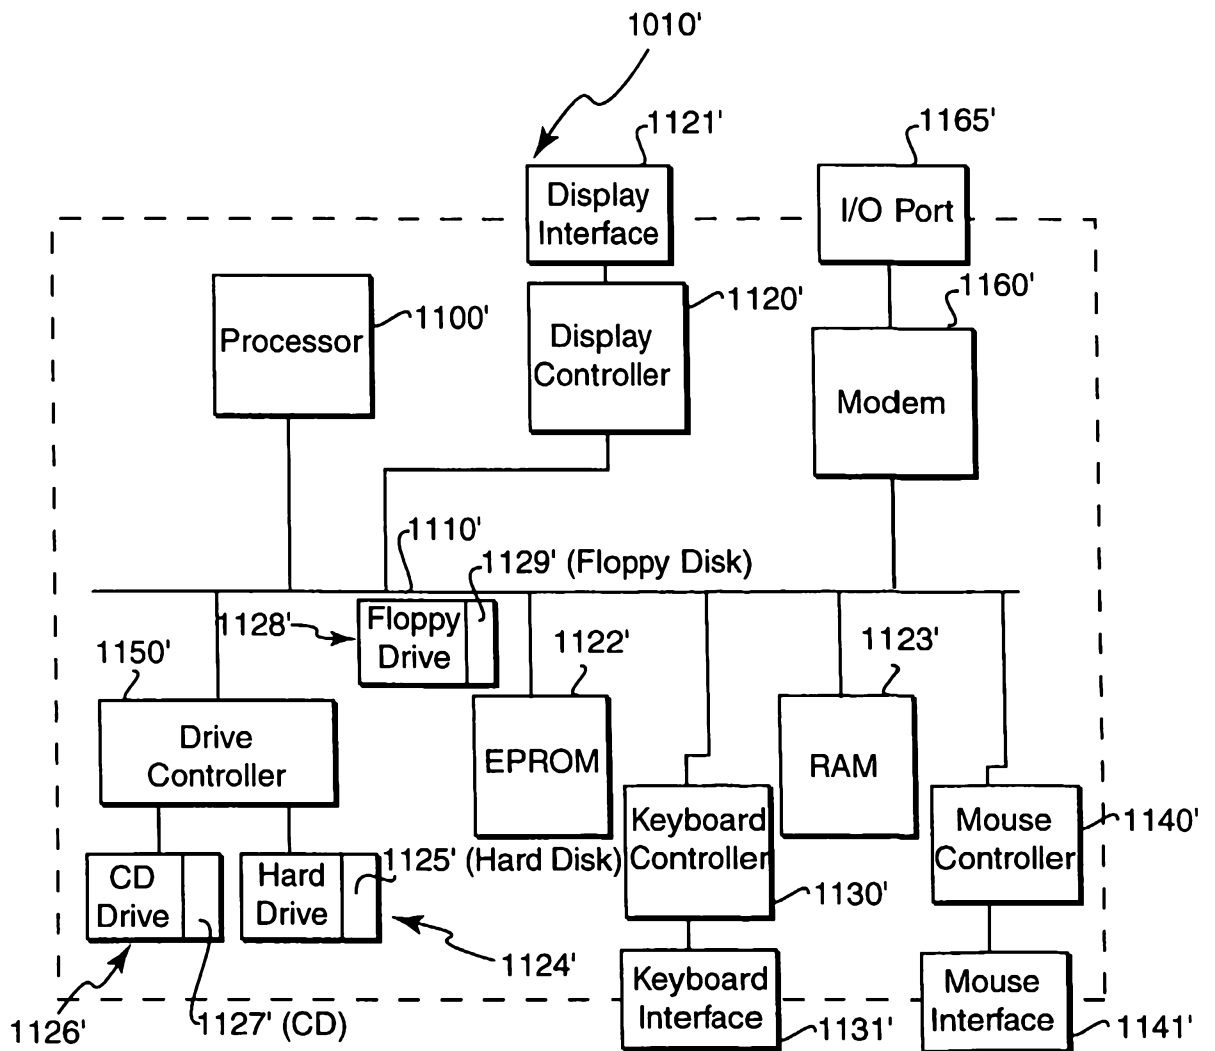 1010'
1121'
1165'
Display
Interface
I/O Port
1120'
1160'
1100'
Processor
Display
Controller
Modem
1110'
1129' (Floppy Disk)
1128'
Floppy
Drive
1122'
1123'
1150'
Drive
Controller
EPROM
RAM
Keyboard
Controller
Mouse
Controller
1140'
1125' (Hard Disk)
CD
Drive
Hard
Drive
1130'
1124'
Keyboard
Interface
Mouse
Interface
1126'
1127' (CD)
1131'
1141'